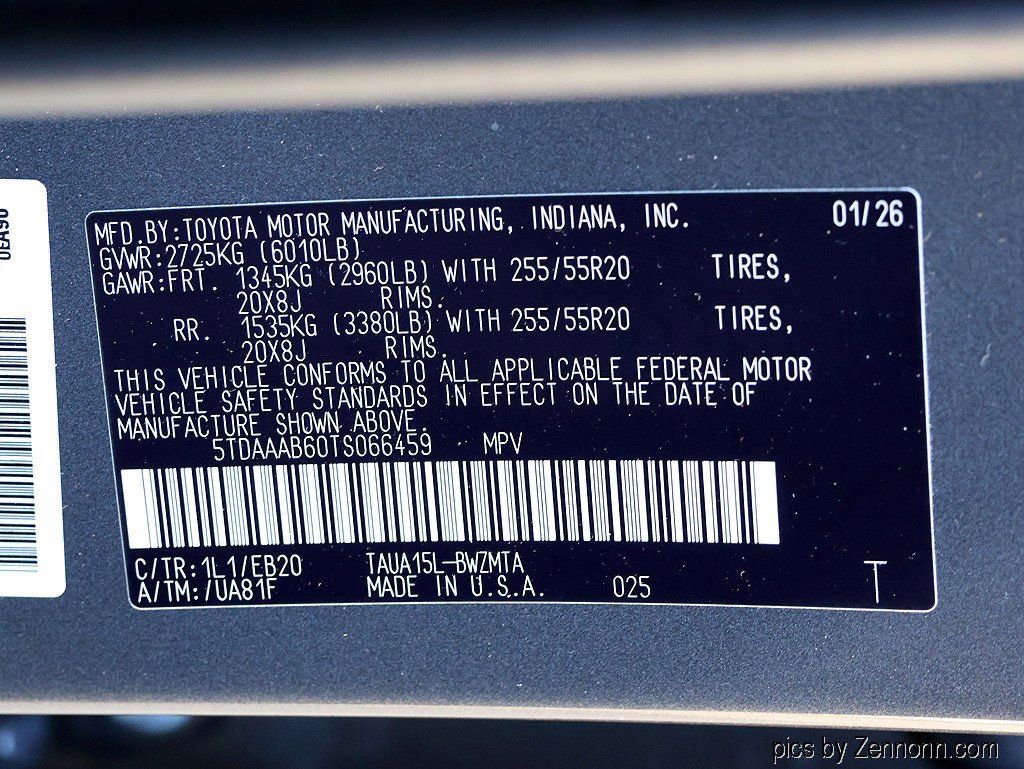 MFD.BY:TOYOTA MOTOR MANUFACTURING, INDIANA, INC. 01/26
GVWR:2725KG (6010LB)
GAWR:FRT. 1345KG (2960LB) WITH 255/55R20 TIRES,
20X8J RIMS.
RR. 1535KG (3380LB) WITH 255/55R20 TIRES,
20X8J RIMS.
THIS VEHICLE CONFORMS TO ALL APPLICABLE FEDERAL MOTOR
VEHICLE SAFETY STANDARDS IN EFFECT ON THE DATE OF
MANUFACTURE SHOWN ABOVE.
5TDAAAB60TS066459 MPV
C/TR:1L1/EB20 TAUA15L-BWZMTA
A/TM:/UA81F MADE IN U.S.A. 025 T
pics by Zennonn.com